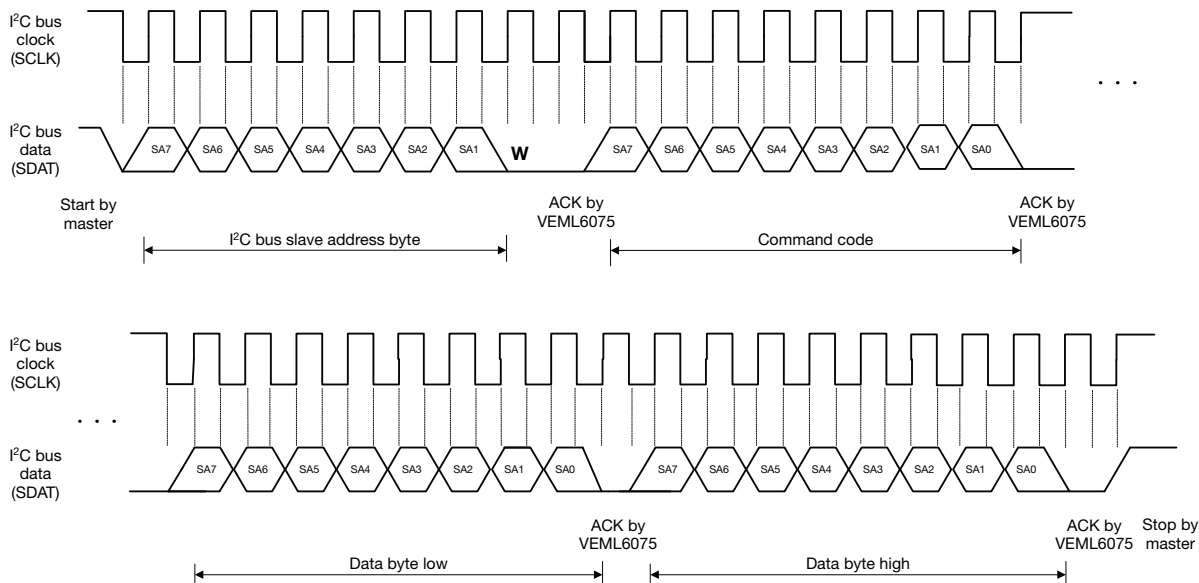 I²C bus
clock
(SCLK)
. . .
I²C bus
data
(SDAT)
SA7 SA6 SA5 SA4 SA3 SA2 SA1 W SA7 SA6 SA5 SA4 SA3 SA2 SA1 SA0
Start by
master
ACK by
VEML6075
ACK by
VEML6075
I²C bus slave address byte
Command code
I²C bus
clock
(SCLK)
. . .
I²C bus
data
(SDAT)
SA7 SA6 SA5 SA4 SA3 SA2 SA1 SA0 SA7 SA6 SA5 SA4 SA3 SA2 SA1 SA0
ACK by
VEML6075
ACK by
VEML6075
Stop by
master
Data byte low
Data byte high